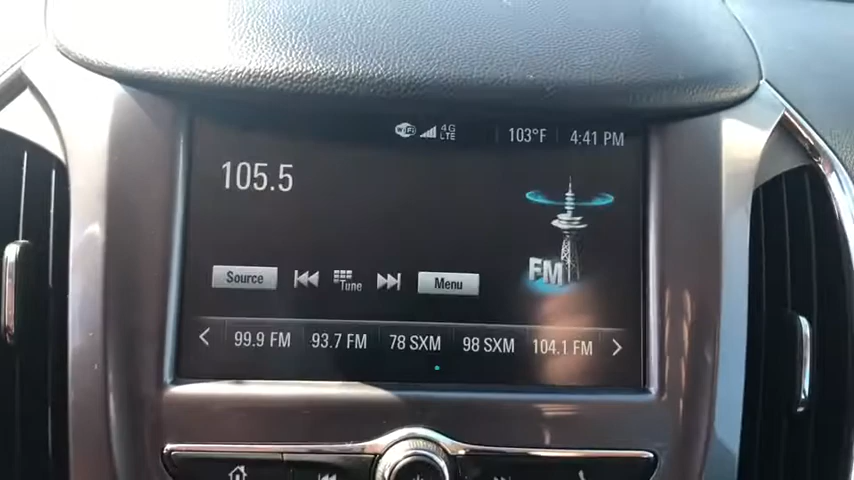 WiFi 4G LTE 103°F 4:41 PM
105.5
FM
Source Tune Menu
99.9 FM 93.7 FM 78 SXM 98 SXM 104.1 FM